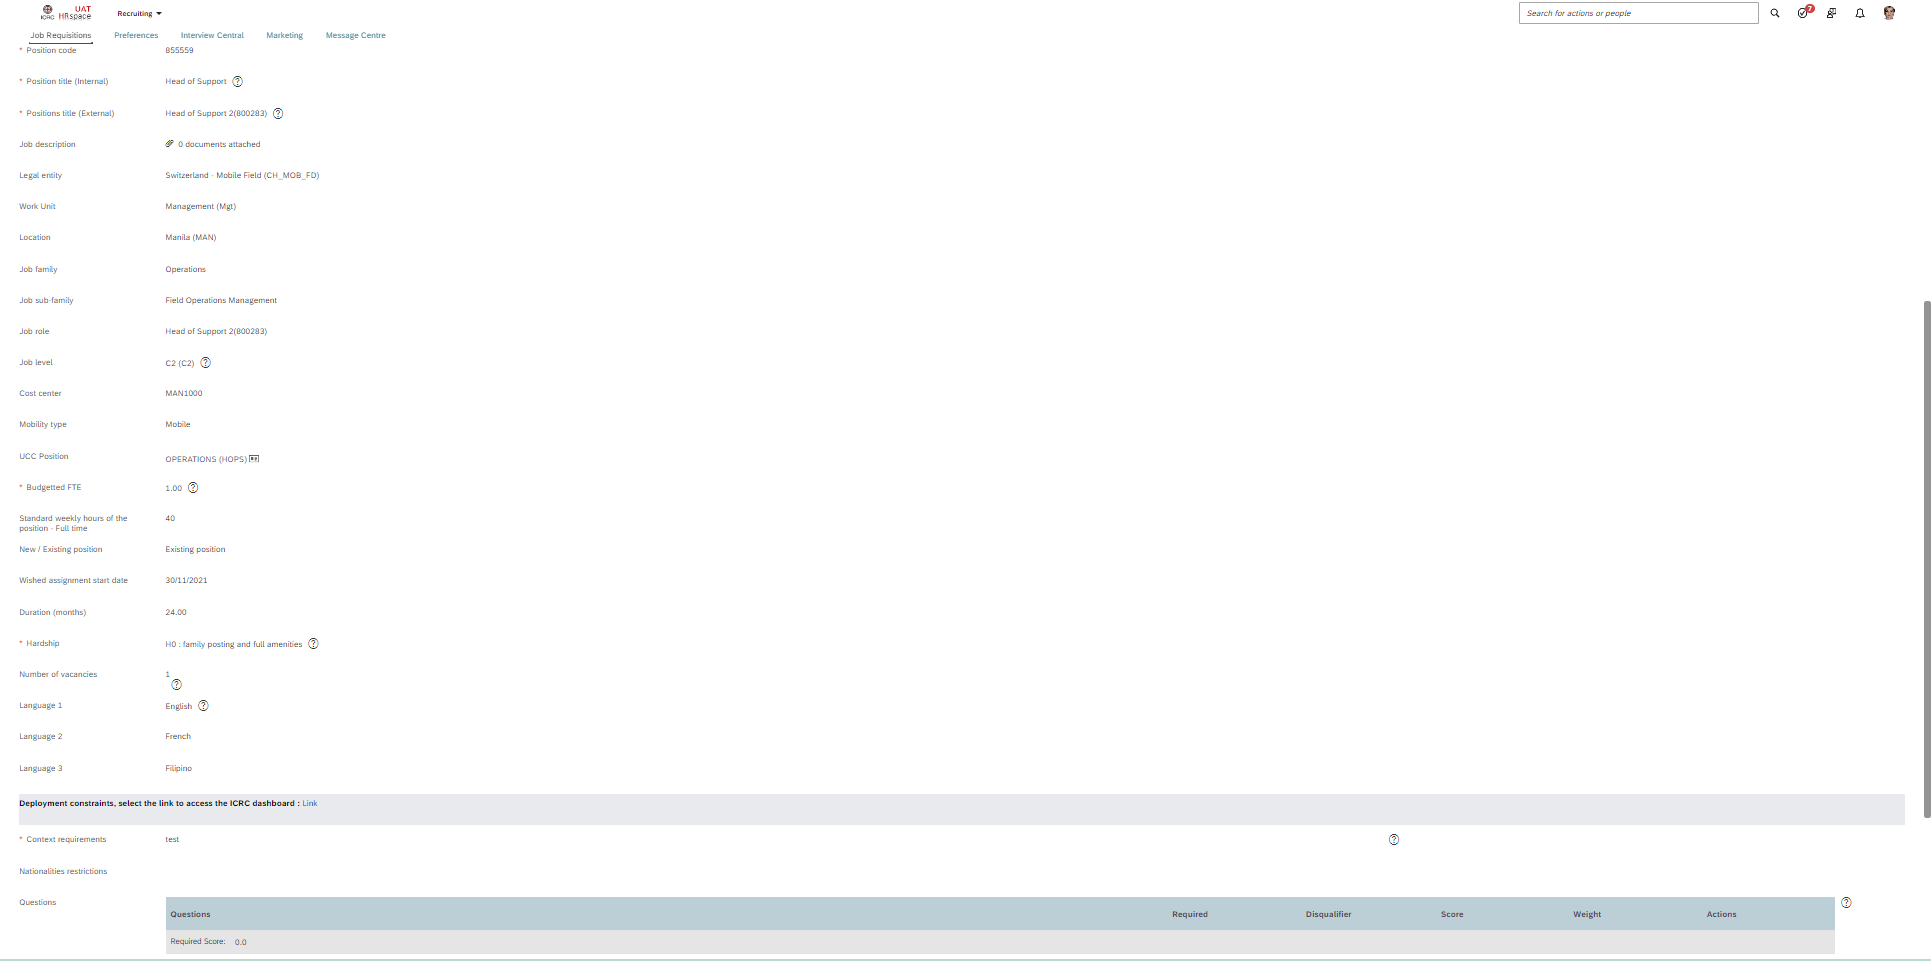 ICRC
UAT
HRspace
Recruiting
Search for actions or people
7
Job Requisitions Preferences Interview Central Marketing Message Centre
* Position code 855559
* Position title (Internal) Head of Support ?
* Positions title (External) Head of Support 2(800283) ?
Job description 0 documents attached
Legal entity Switzerland - Mobile Field (CH_MOB_FD)
Work Unit Management (Mgt)
Location Manila (MAN)
Job family Operations
Job sub-family Field Operations Management
Job role Head of Support 2(800283)
Job level C2 (C2) ?
Cost center MAN1000
Mobility type Mobile
UCC Position OPERATIONS (HOPS)
* Budgetted FTE 1.00 ?
Standard weekly hours of the 40
position - Full time
New / Existing position Existing position
Wished assignment start date 30/11/2021
Duration (months) 24.00
* Hardship H0 : family posting and full amenities ?
Number of vacancies 1
?
Language 1 English ?
Language 2 French
Language 3 Filipino
Deployment constraints, select the link to access the ICRC dashboard : Link
* Context requirements test ?
Nationalities restrictions
Questions ?
Questions Required Disqualifier Score Weight Actions
Required Score: 0.0